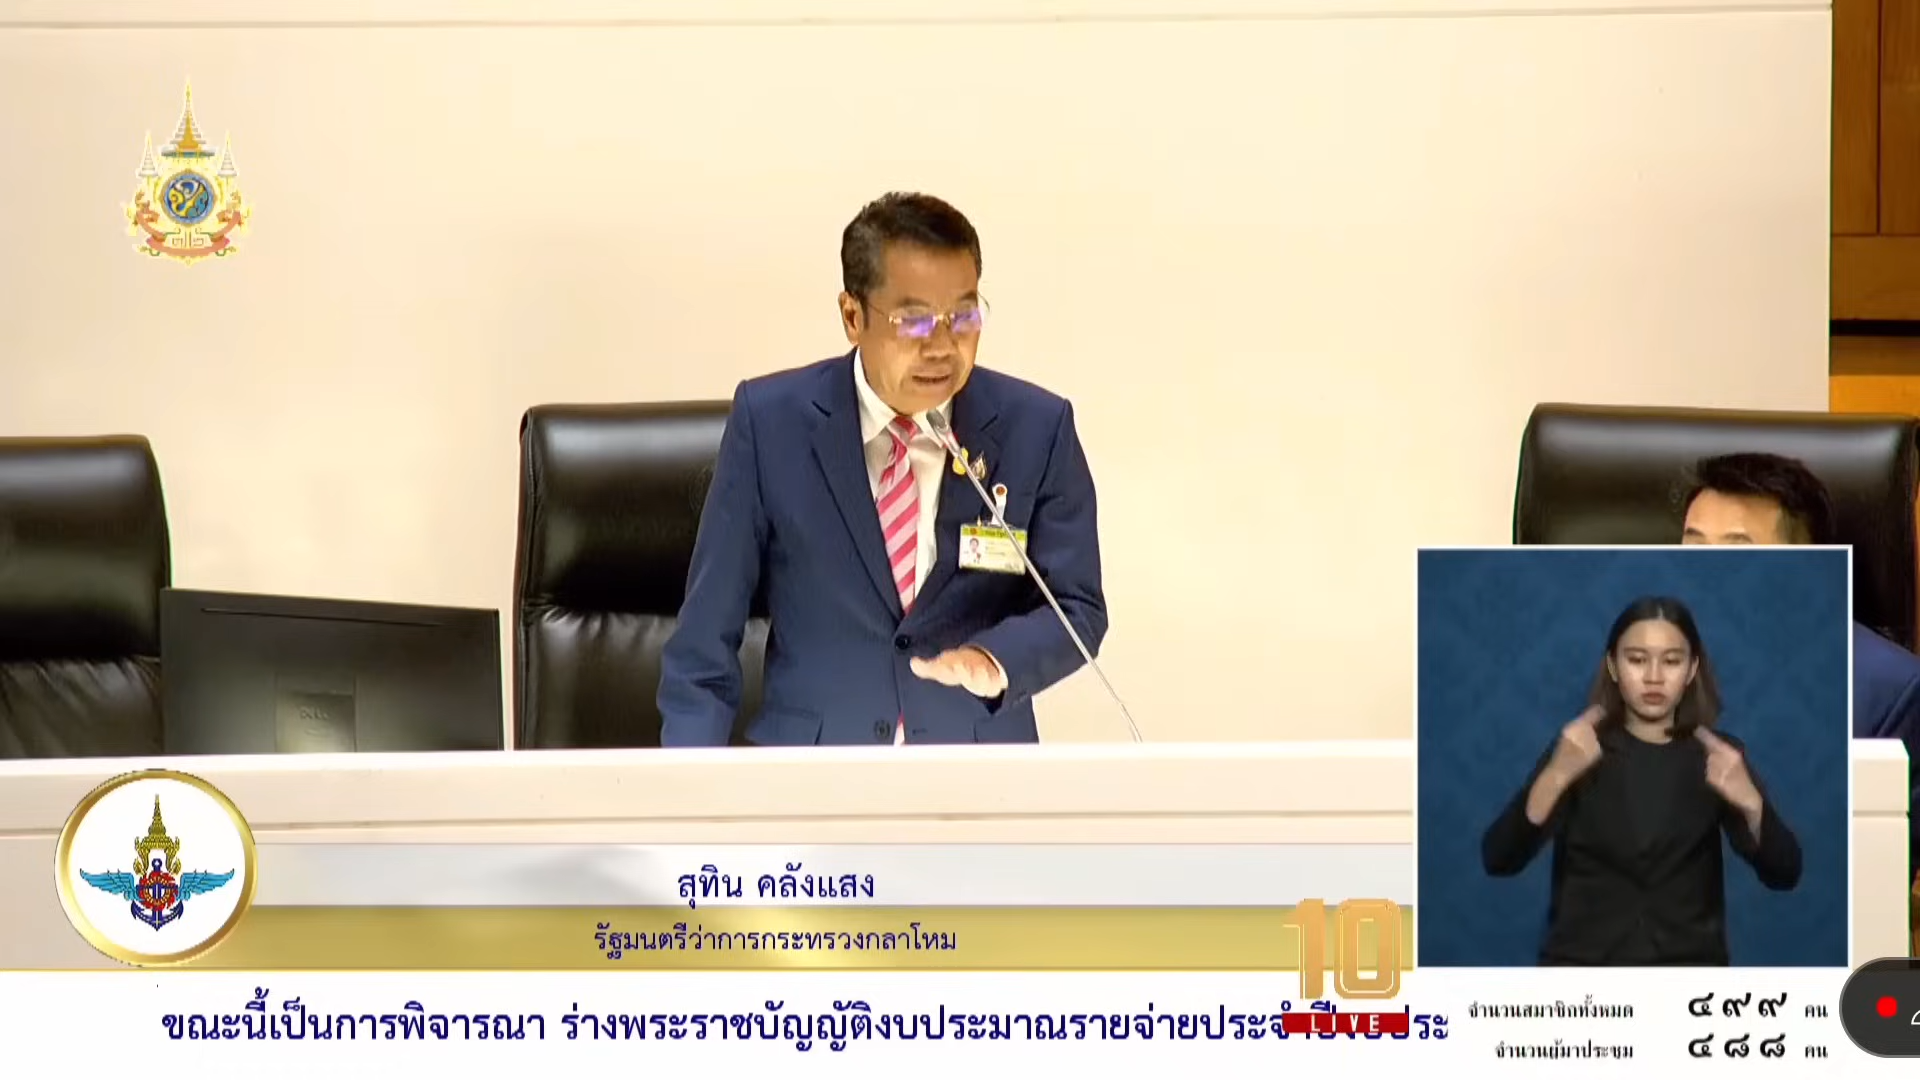 สุทิน คลังแสง
รัฐมนตรีว่าการกระทรวงกลาโหม
10
LIVE
ขณะนี้เป็นการพิจารณา ร่างพระราชบัญญัติงบประมาณรายจ่ายประจำปีงบประ
จำนวนสมาชิกทั้งหมด ๔๙๙ คน
จำนวนผู้มาประชุม ๔๘๘ คน